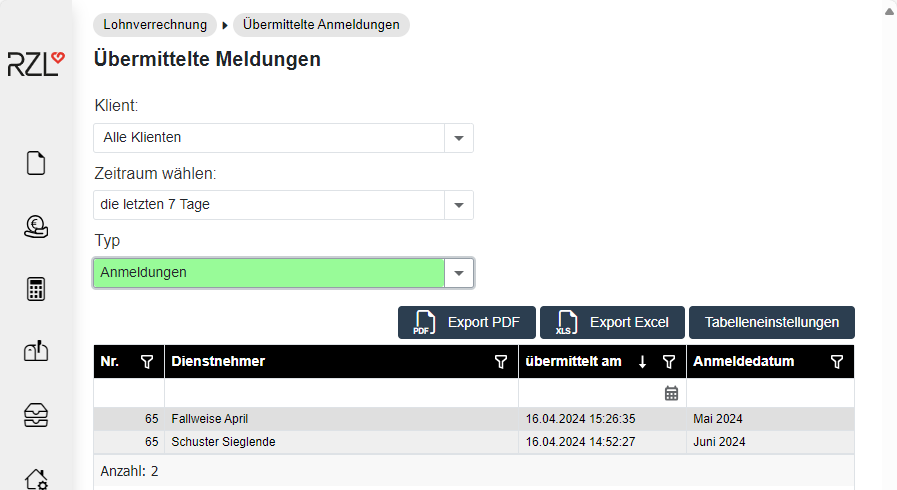 Lohnverrechnung Übermittelte Anmeldungen
RZL
Übermittelte Meldungen
Klient:
Alle Klienten
Zeitraum wählen:
die letzten 7 Tage
Typ
Anmeldungen
PDF Export PDF XLS Export Excel Tabelleneinstellungen
Nr. Dienstnehmer übermittelt am Anmeldedatum
65 Fallweise April 16.04.2024 15:26:35 Mai 2024
65 Schuster Sieglende 16.04.2024 14:52:27 Juni 2024
Anzahl: 2